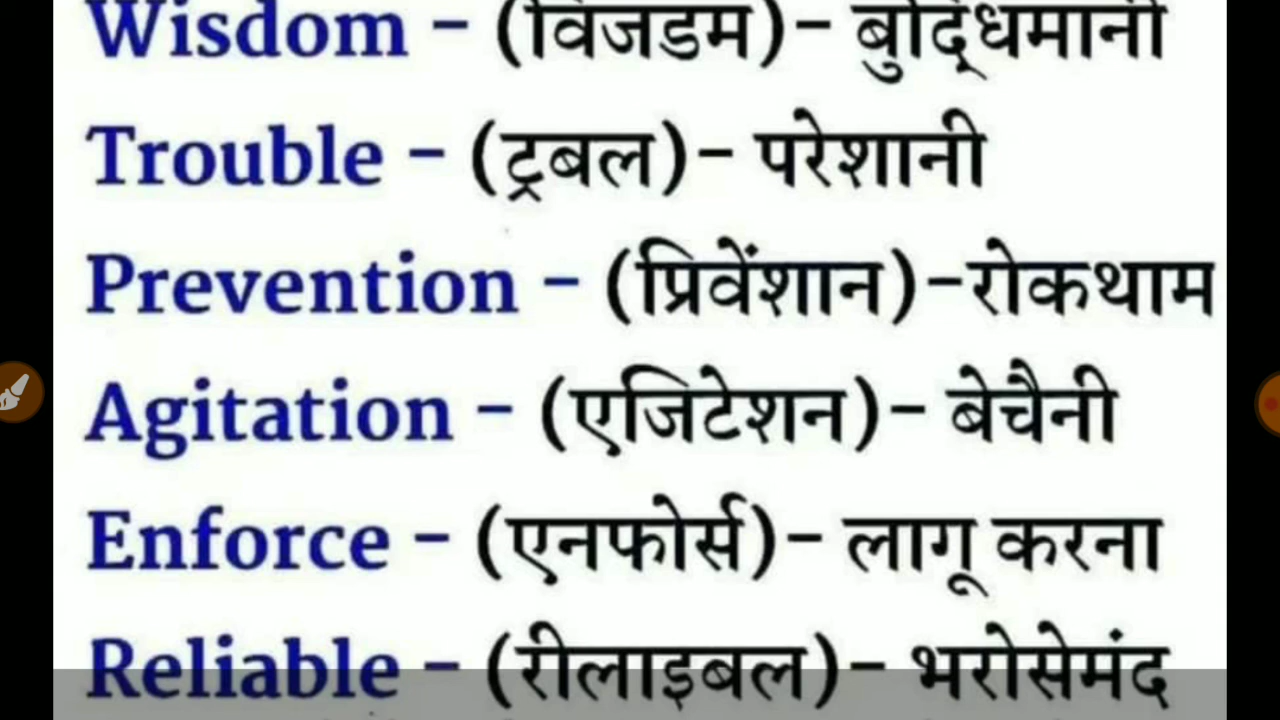 Wisdom - (विजडम)- बुद्धिमानी
Trouble - (ट्रबल)- परेशानी
Prevention - (प्रिवेंशान)-रोकथाम
Agitation - (एजिटेशन)- बेचैनी
Enforce - (एनफोर्स)- लागू करना
Reliable - (रीलाइबल)- भरोसेमंद